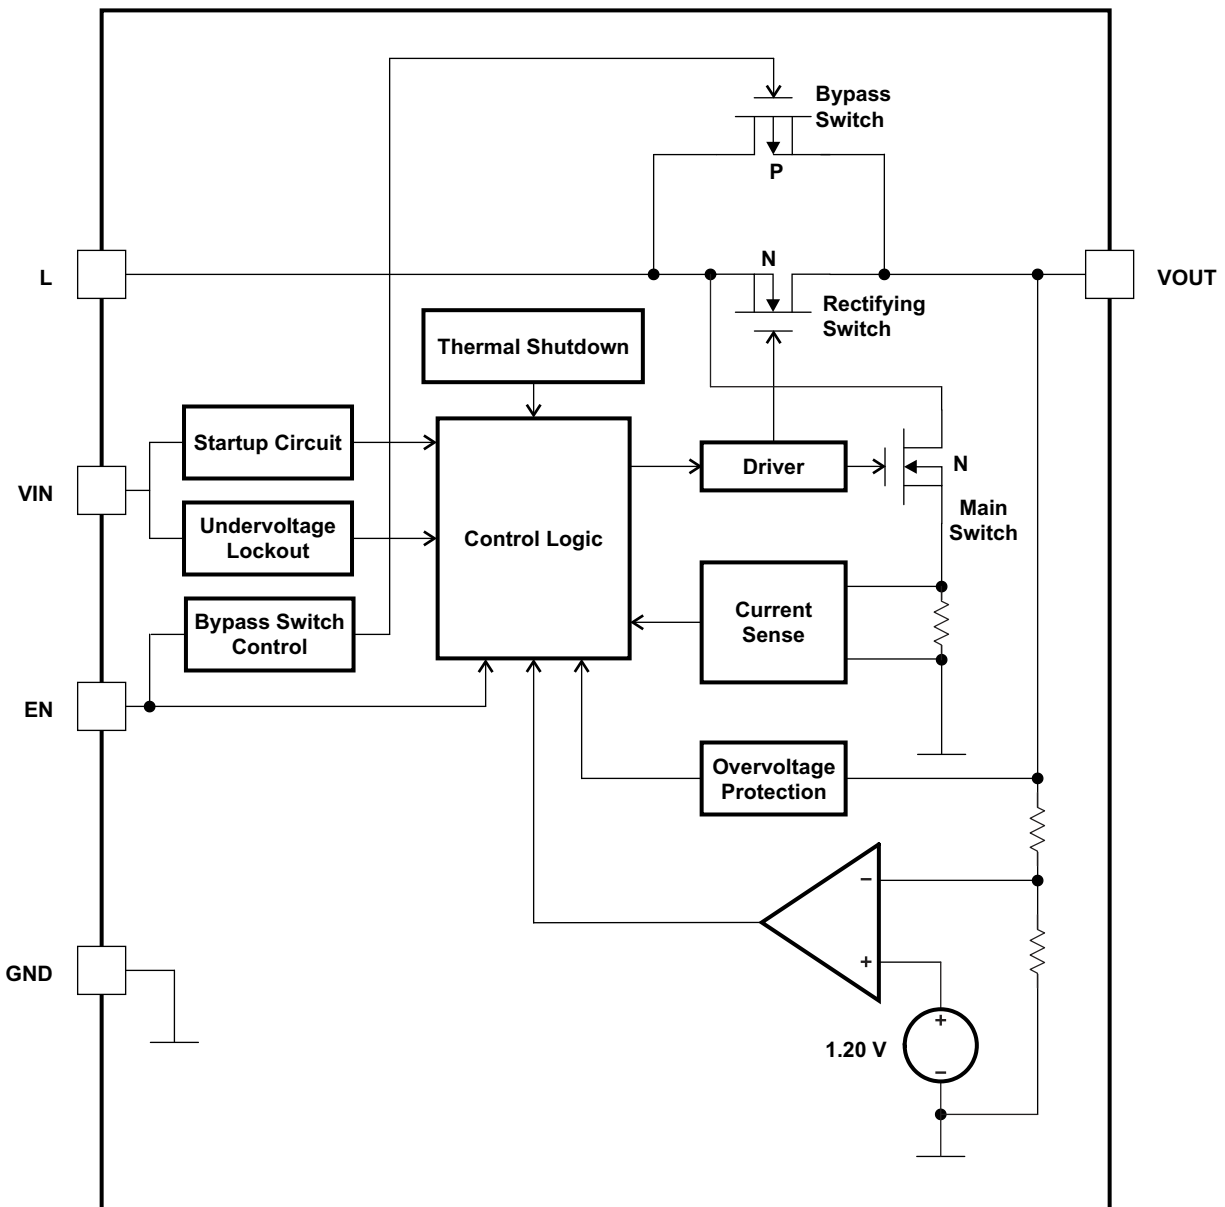 Bypass
Switch
P
L
N
VOUT
Rectifying
Switch
Thermal Shutdown
Startup Circuit
VIN
Driver
N
Main
Switch
Undervoltage
Lockout
Control Logic
Bypass Switch
Control
Current
Sense
EN
Overvoltage
Protection
−
+
GND
1.20 V
+
−